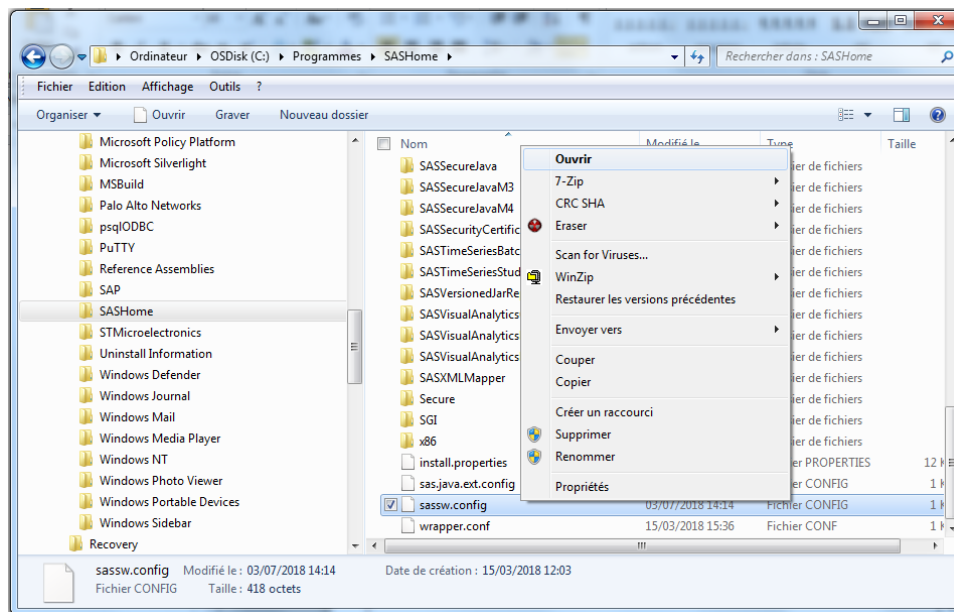 Ordinateur ▸ OSDisk (C:) ▸ Programmes ▸ SASHome ▸
Rechercher dans : SASHome
Fichier Edition Affichage Outils ?
Organiser Ouvrir Graver Nouveau dossier
Microsoft Policy Platform
Microsoft Silverlight
MSBuild
Palo Alto Networks
psqlODBC
PuTTY
Reference Assemblies
SAP
SASHome
STMicroelectronics
Uninstall Information
Windows Defender
Windows Journal
Windows Mail
Windows Media Player
Windows NT
Windows Photo Viewer
Windows Portable Devices
Windows Sidebar
Recovery
Nom Modifié le Type Taille
SASSecureJava ier de fichiers
SASSecureJavaM3 ier de fichiers
SASSecureJavaM4 ier de fichiers
SASSecurityCertific ier de fichiers
SASTimeSeriesBatc ier de fichiers
SASTimeSeriesStud ier de fichiers
SASVersionedJarRe ier de fichiers
SASVisualAnalytics ier de fichiers
SASVisualAnalytics ier de fichiers
SASXMLMapper ier de fichiers
Secure ier de fichiers
SGI ier de fichiers
x86 ier de fichiers
install.properties er PROPERTIES 12 K
sas.java.ext.config er CONFIG 1 K
sassw.config 03/07/2018 14:14 Fichier CONFIG 1 K
wrapper.conf 15/03/2018 15:36 Fichier CONF 1 K
Ouvrir
7-Zip
CRC SHA
Eraser
Scan for Viruses...
WinZip
Restaurer les versions précédentes
Envoyer vers
Couper
Copier
Créer un raccourci
Supprimer
Renommer
Propriétés
sassw.config Modifié le : 03/07/2018 14:14 Date de création : 15/03/2018 12:03
Fichier CONFIG Taille : 418 octets